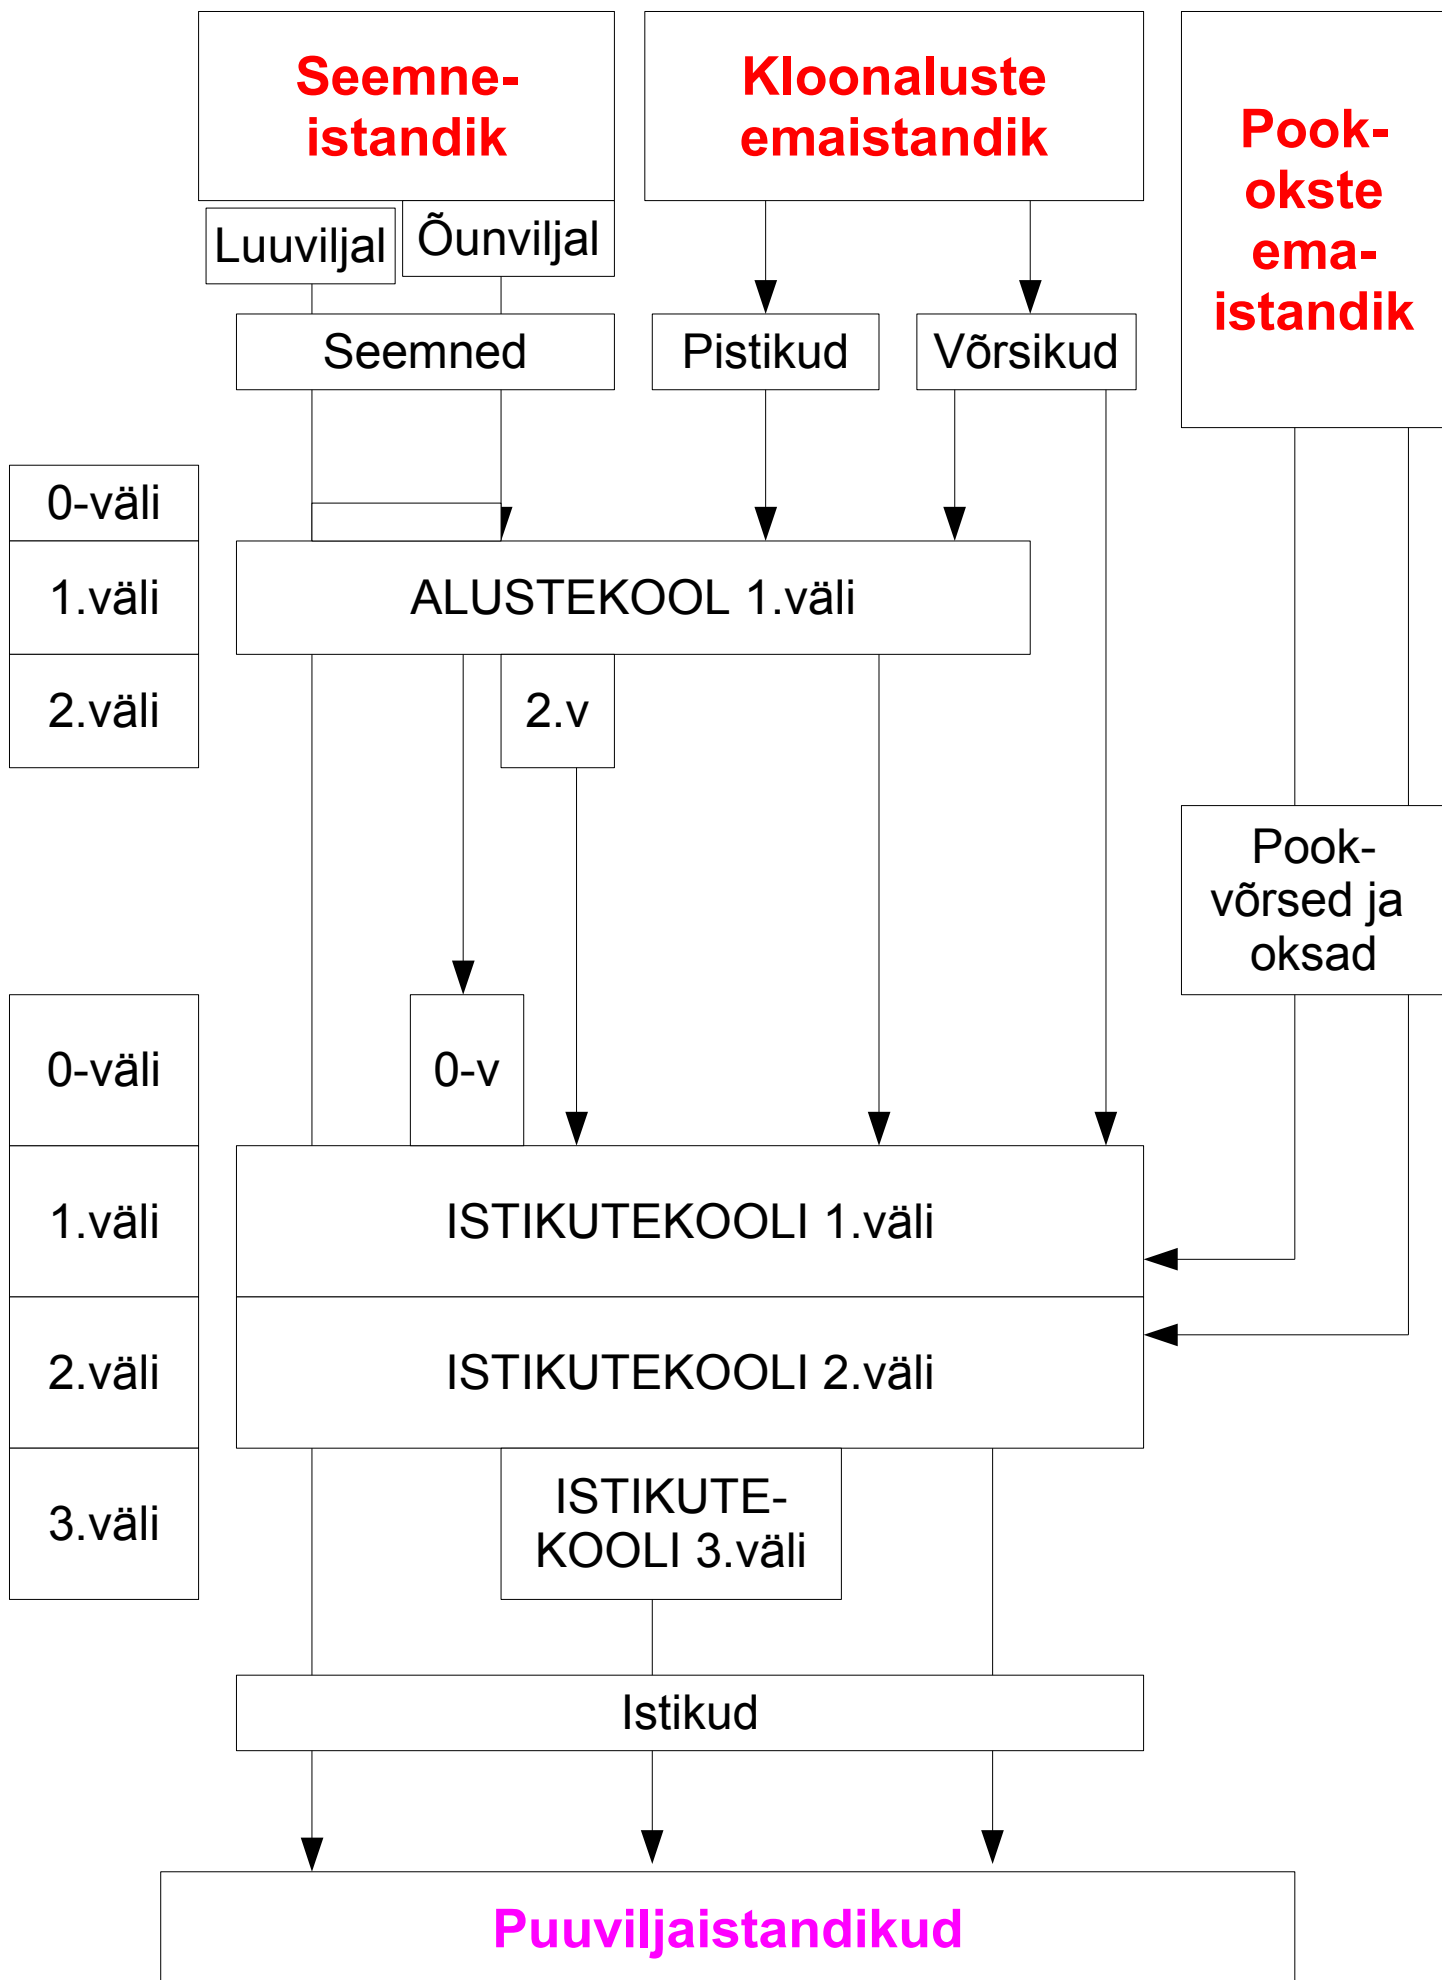 Seemne-
istandik
Kloonaluste
emaistandik
Pook-
okste
ema-
istandik
Luuviljal
Õunviljal
Seemned
Pistikud
Võrsikud
0-väli
1.väli
ALUSTEKOOL 1.väli
2.väli
2.v
Pook-
võrsed ja
oksad
0-väli
0-v
1.väli
ISTIKUTEKOOLI 1.väli
2.väli
ISTIKUTEKOOLI 2.väli
3.väli
ISTIKUTE-
KOOLI 3.väli
Istikud
Puuviljaistandikud